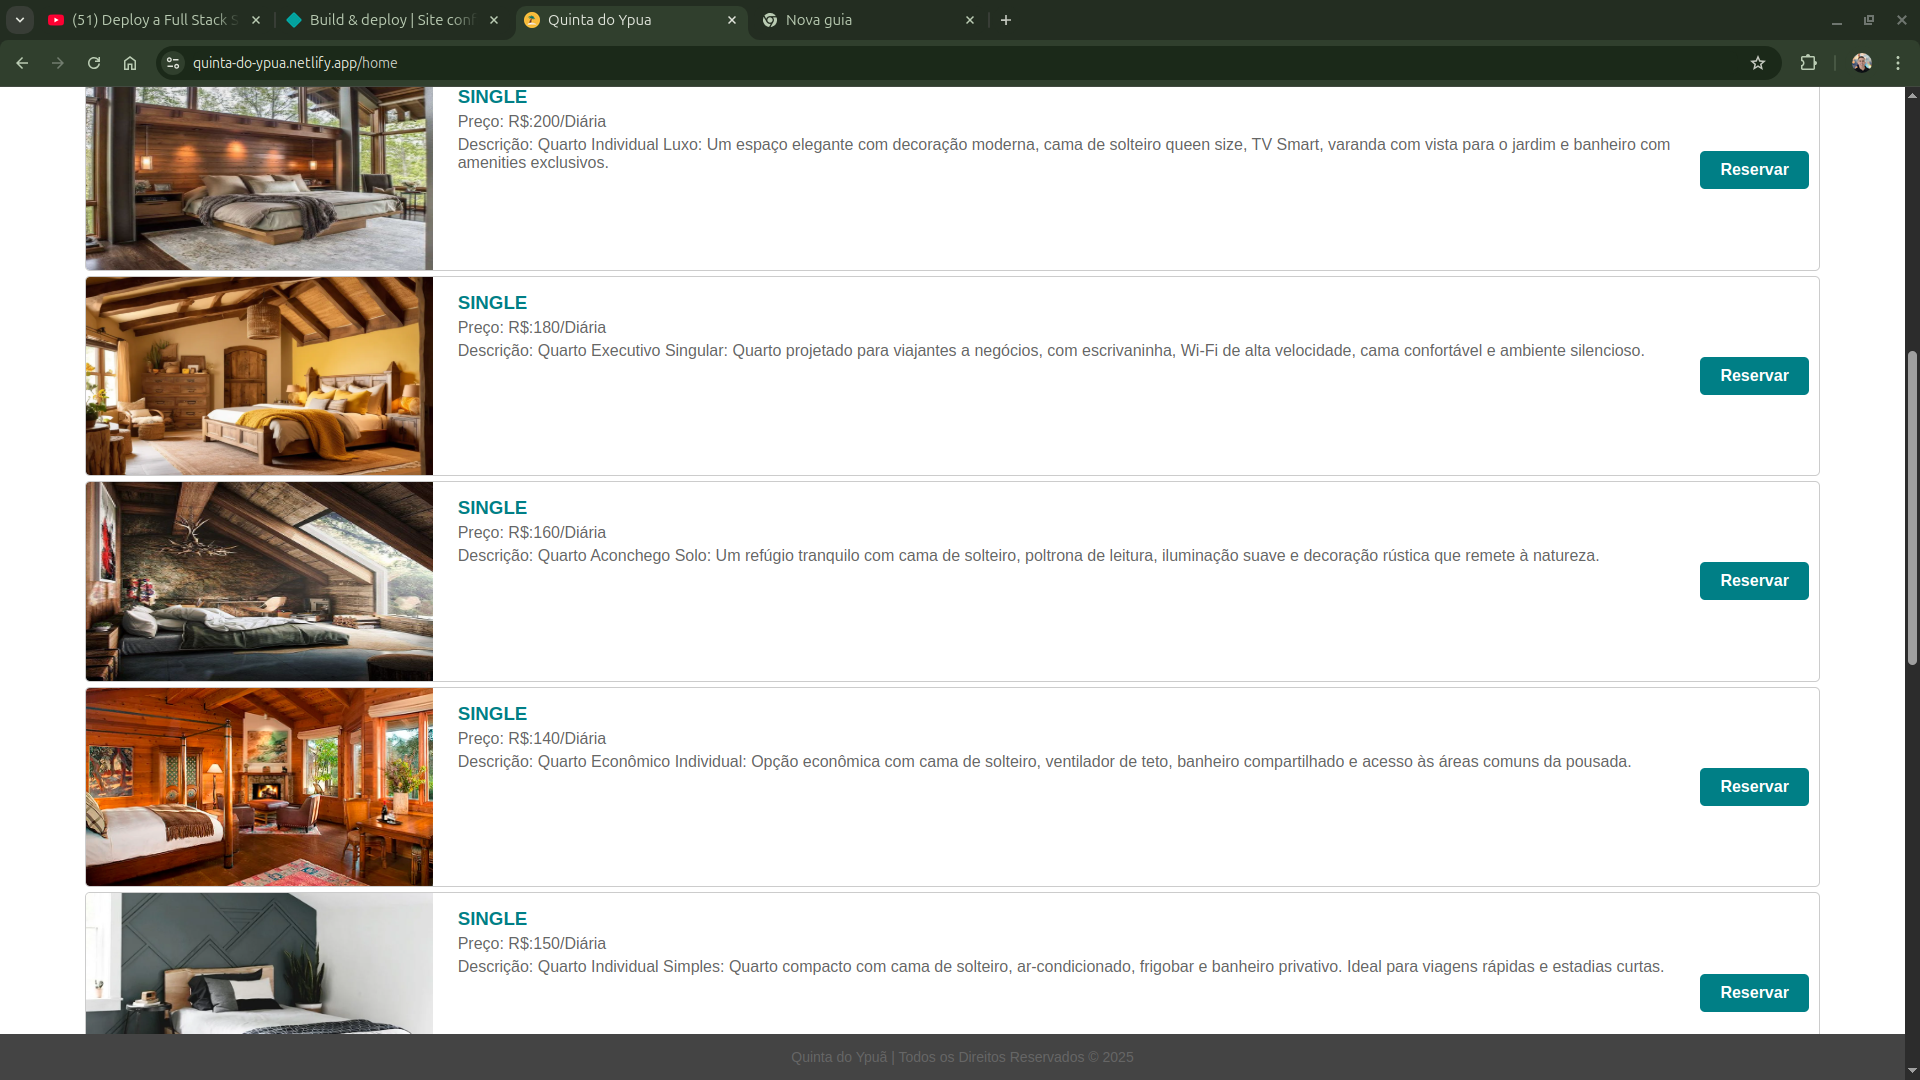 (51) Deploy a Full Stack S
Build & deploy | Site conf
Quinta do Ypua
Nova guia
quinta-do-ypua.netlify.app/home
SINGLE
Preço: R$:200/Diária
Descrição: Quarto Individual Luxo: Um espaço elegante com decoração moderna, cama de solteiro queen size, TV Smart, varanda com vista para o jardim e banheiro com
amenities exclusivos.
Reservar
SINGLE
Preço: R$:180/Diária
Descrição: Quarto Executivo Singular: Quarto projetado para viajantes a negócios, com escrivaninha, Wi-Fi de alta velocidade, cama confortável e ambiente silencioso.
Reservar
SINGLE
Preço: R$:160/Diária
Descrição: Quarto Aconchego Solo: Um refúgio tranquilo com cama de solteiro, poltrona de leitura, iluminação suave e decoração rústica que remete à natureza.
Reservar
SINGLE
Preço: R$:140/Diária
Descrição: Quarto Econômico Individual: Opção econômica com cama de solteiro, ventilador de teto, banheiro compartilhado e acesso às áreas comuns da pousada.
Reservar
SINGLE
Preço: R$:150/Diária
Descrição: Quarto Individual Simples: Quarto compacto com cama de solteiro, ar-condicionado, frigobar e banheiro privativo. Ideal para viagens rápidas e estadias curtas.
Reservar
Quinta do Ypuã | Todos os Direitos Reservados © 2025